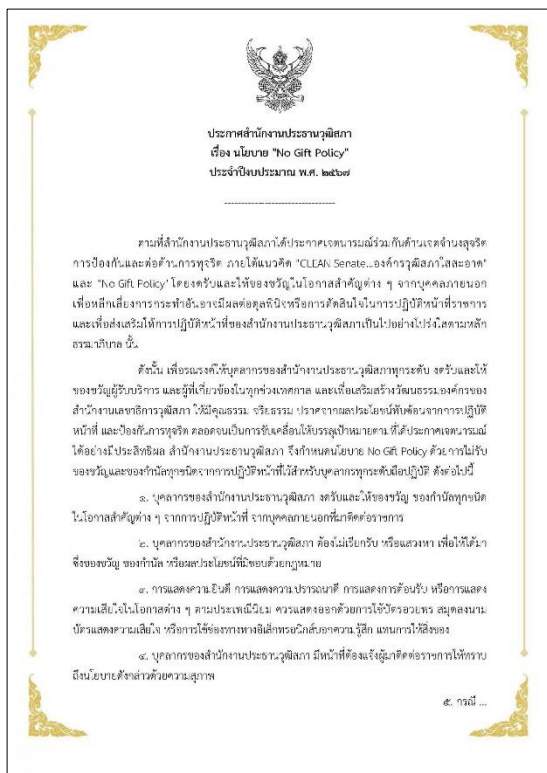 ประกาศสำนักงานประธานวุฒิสภา
เรื่อง นโยบาย "No Gift Policy"
ประจำปีงบประมาณ พ.ศ. ๒๕๖๗
--------------------------------
ตามที่สำนักงานประธานวุฒิสภาได้ประกาศเจตนารมณ์ร่วมกันด้านเจตจำนงสุจริต
การป้องกันและต่อต้านการทุจริต ภายใต้แนวคิด "CLEAN Senate...องค์กรวุฒิสภาใสสะอาด"
และ "No Gift Policy" โดยงดรับและให้ของขวัญในโอกาสสำคัญต่าง ๆ จากบุคคลภายนอก
เพื่อหลีกเลี่ยงการกระทำอันอาจมีผลต่อดุลพินิจหรือการตัดสินใจในการปฏิบัติหน้าที่ราชการ
และเพื่อส่งเสริมให้การปฏิบัติหน้าที่ของสำนักงานประธานวุฒิสภาเป็นไปอย่างโปร่งใสตามหลัก
ธรรมาภิบาล นั้น
ดังนั้น เพื่อรณรงค์ให้บุคลากรของสำนักงานประธานวุฒิสภาทุกระดับ งดรับและให้
ของขวัญผู้รับบริการ และผู้ที่เกี่ยวข้องในทุกช่วงเทศกาล และเพื่อเสริมสร้างวัฒนธรรมองค์กรของ
สำนักงานเลขาธิการวุฒิสภา ให้มีคุณธรรม จริยธรรม ปราศจากผลประโยชน์ทับซ้อนจากการปฏิบัติ
หน้าที่ และป้องกันการทุจริต ตลอดจนเป็นการขับเคลื่อนให้บรรลุเป้าหมายตามที่ได้ประกาศเจตนารมณ์
ได้อย่างมีประสิทธิผล สำนักงานประธานวุฒิสภา จึงกำหนดนโยบาย No Gift Policy ด้วยการไม่รับ
ของขวัญและของกำนัลทุกชนิดจากการปฏิบัติหน้าที่ไว้สำหรับบุคลากรทุกระดับถือปฏิบัติ ดังต่อไปนี้
๑. บุคลากรของสำนักงานประธานวุฒิสภา งดรับและให้ของขวัญ ของกำนัลทุกชนิด
ในโอกาสสำคัญต่าง ๆ จากการปฏิบัติหน้าที่ จากบุคคลภายนอกที่มาติดต่อราชการ
๒. บุคลากรของสำนักงานประธานวุฒิสภา ต้องไม่เรียกรับ หรือแสวงหา เพื่อให้ได้มา
ซึ่งของขวัญ ของกำนัล หรือผลประโยชน์ที่มิชอบด้วยกฎหมาย
๓. การแสดงความยินดี การแสดงความปรารถนาดี การแสดงการต้อนรับ หรือการแสดง
ความเสียใจในโอกาสต่าง ๆ ตามประเพณีนิยม ควรแสดงออกด้วยการใช้บัตรอวยพร สมุดลงนาม
บัตรแสดงความเสียใจ หรือการใช้ช่องทางทางอิเล็กทรอนิกส์บอกความรู้สึก แทนการให้สิ่งของ
๔. บุคลากรของสำนักงานประธานวุฒิสภา มีหน้าที่ต้องแจ้งผู้มาติดต่อราชการให้ทราบ
ถึงนโยบายดังกล่าวด้วยความสุภาพ
๕. กรณี ...